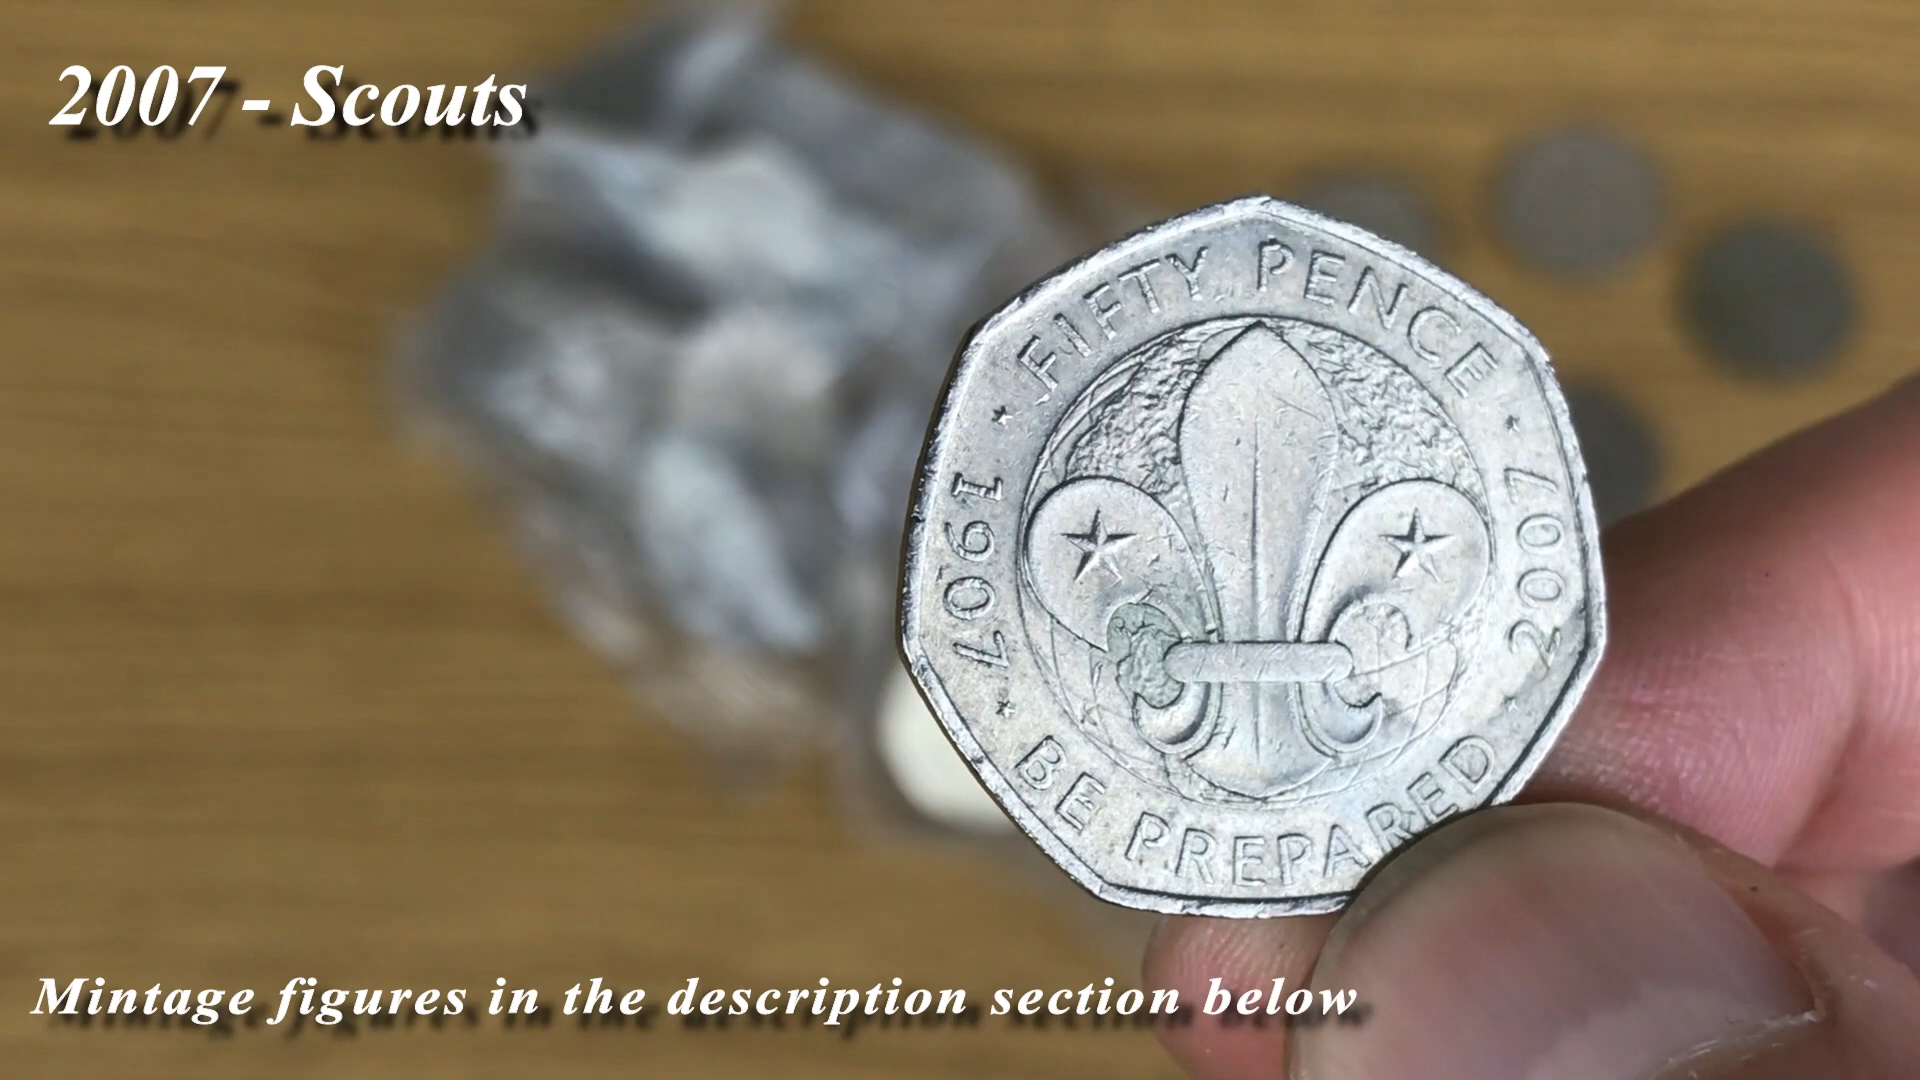 2007 - Scouts
FIFTY PENCE
1907
2007
BE PREPARED
Mintage figures in the description section below